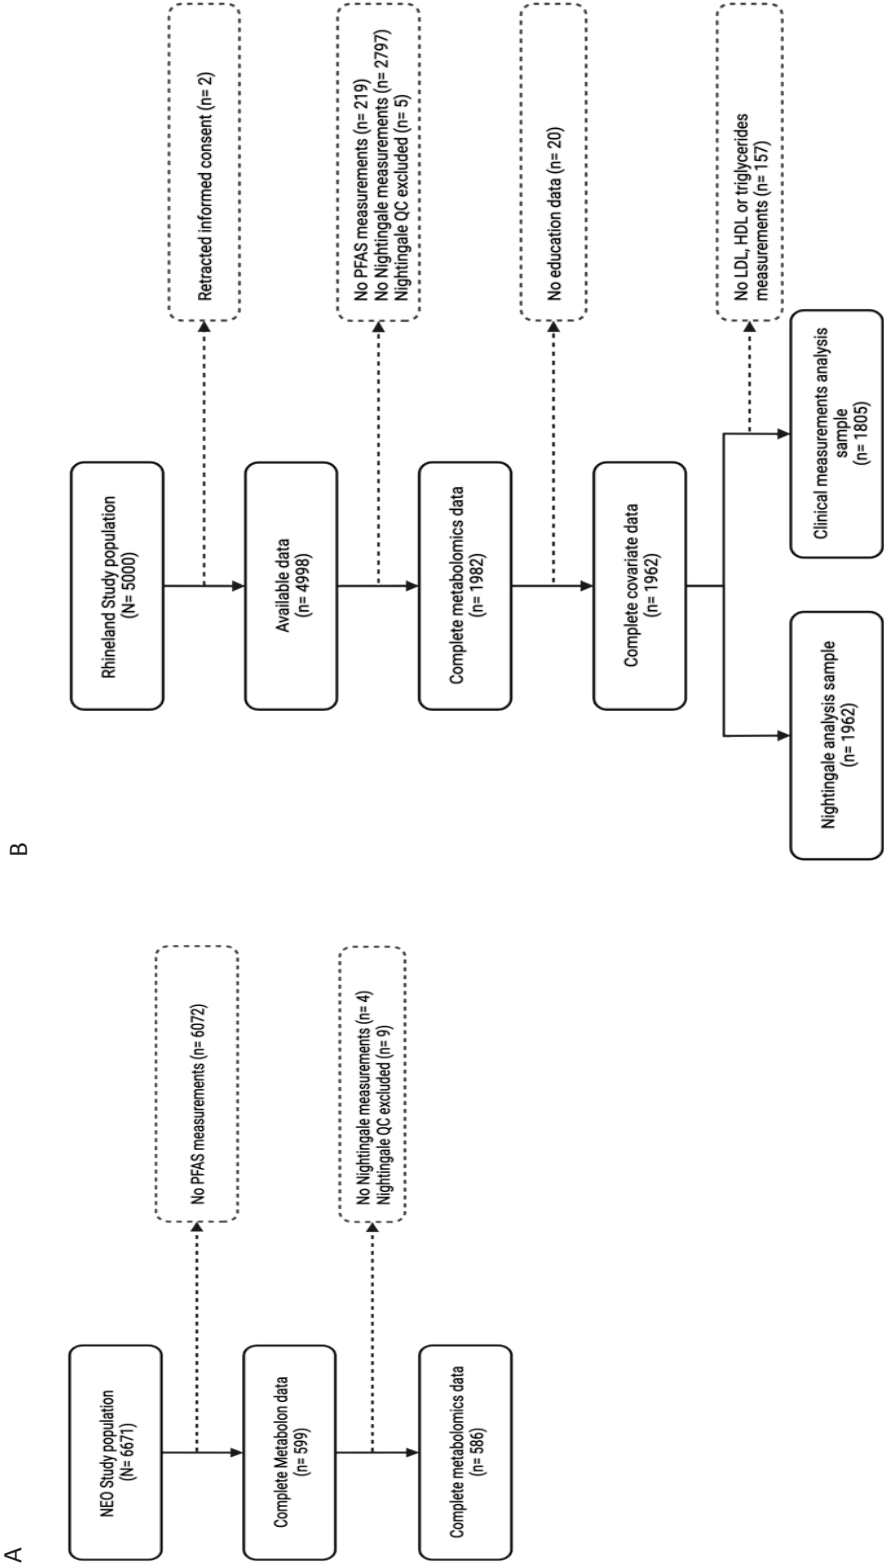 A
NEO Study population
(N= 6671)
No PFAS measurements (n= 6072)
Complete Metabolon data
(n= 599)
No Nightingale measurements (n= 4)
Nightingale QC excluded (n= 9)
Complete metabolomics data
(n= 586)
B
Rhineland Study population
(N= 5000)
Retracted informed consent (n= 2)
Available data
(n= 4998)
No PFAS measurements (n= 219)
No Nightingale measurements (n= 2797)
Nightingale QC excluded (n= 5)
Complete metabolomics data
(n= 1982)
No education data (n= 20)
Complete covariate data
(n= 1962)
No LDL, HDL or triglycerides
measurements (n= 157)
Nightingale analysis sample
(n= 1962)
Clinical measurements analysis
sample
(n= 1805)